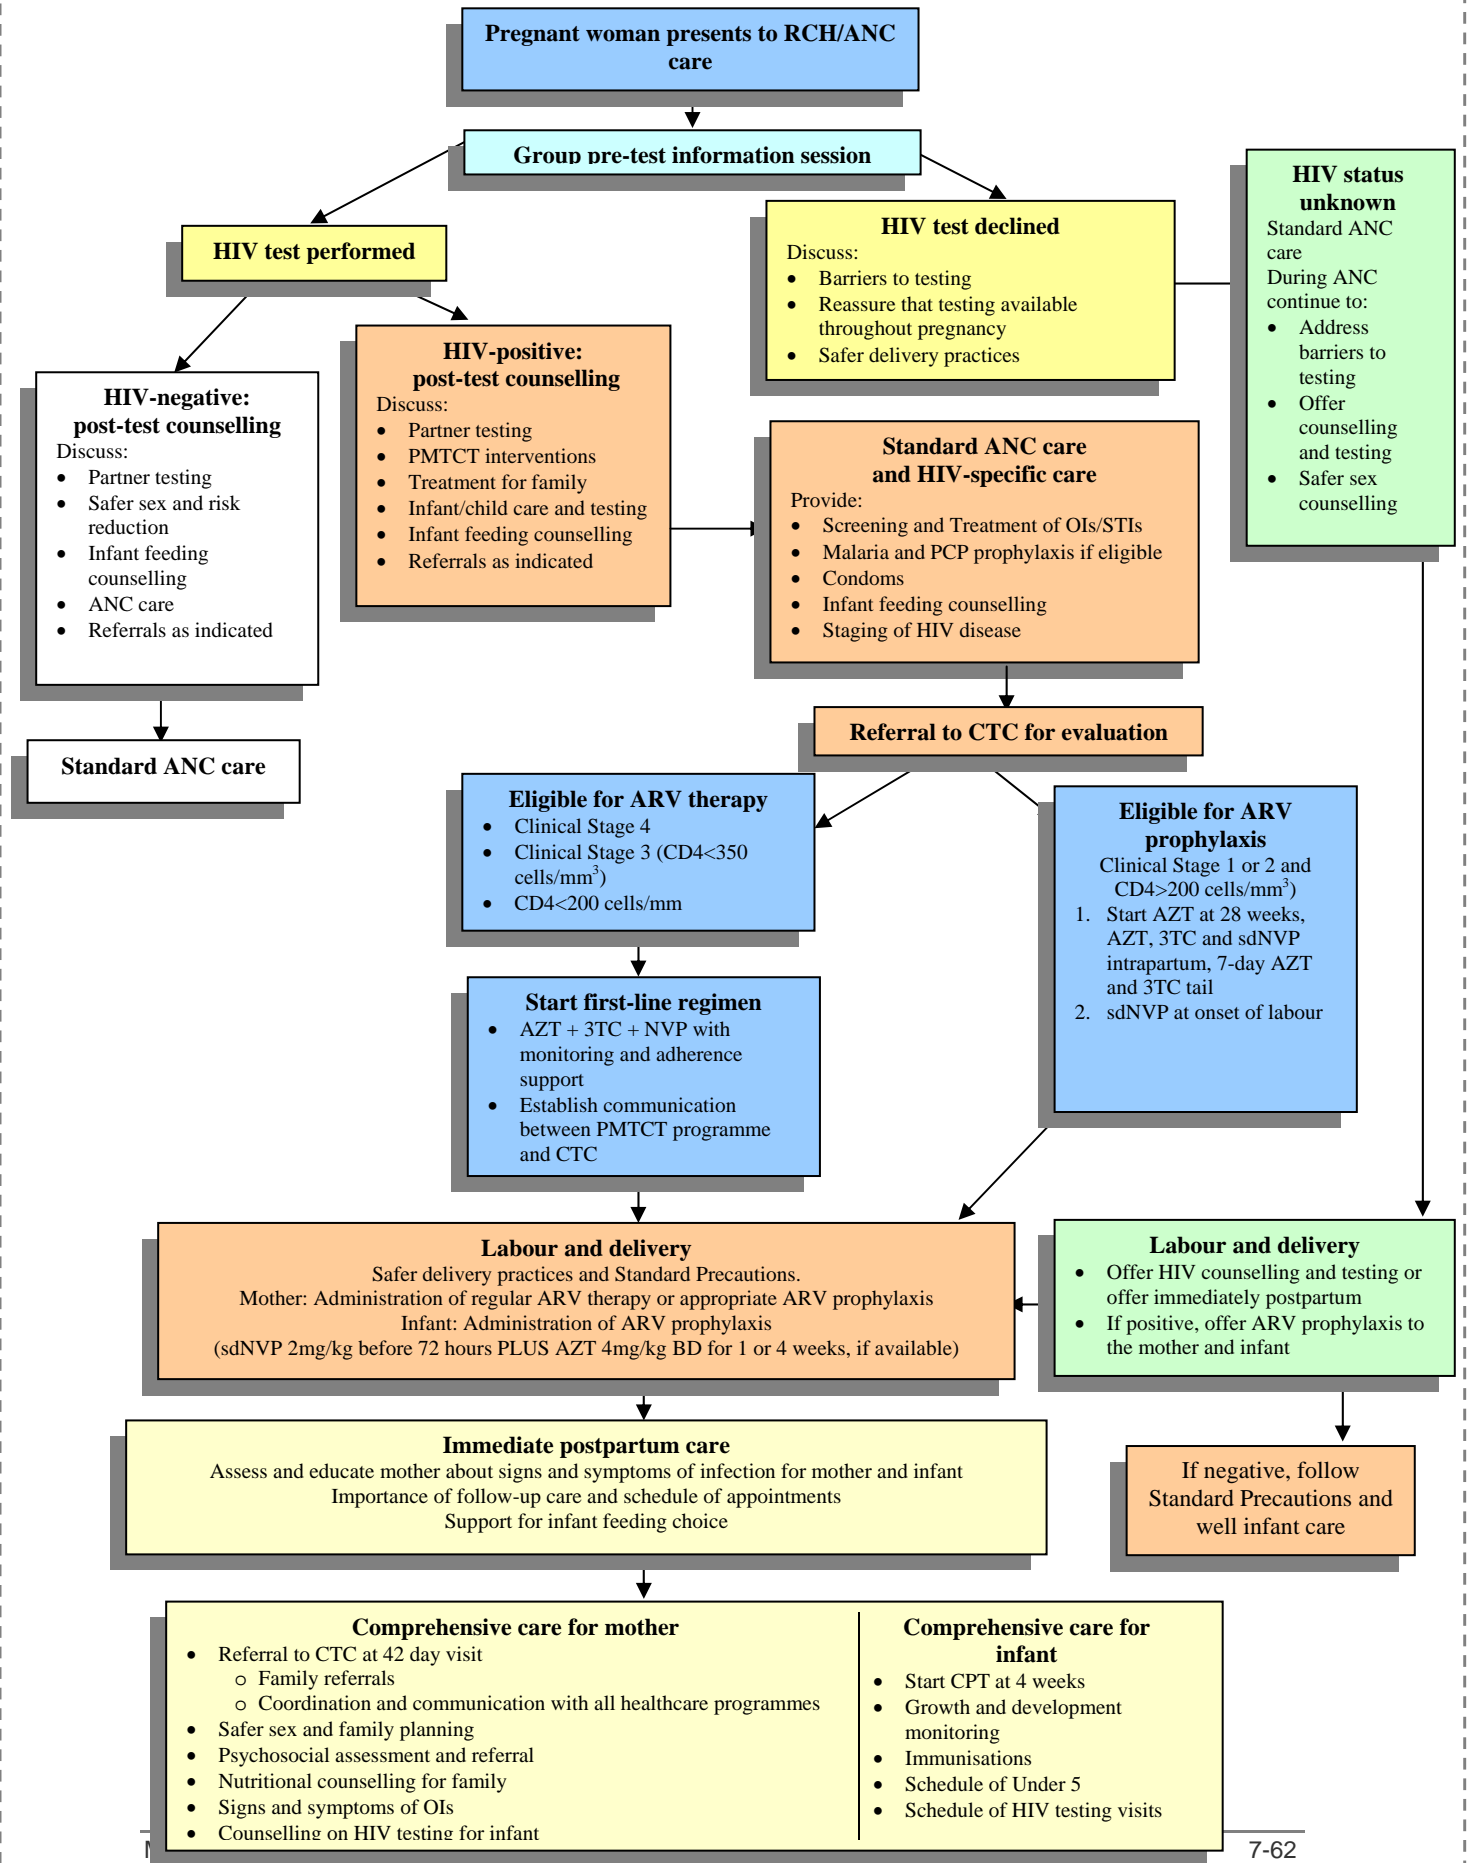 Pregnant woman presents to RCH/ANC
care
Group pre-test information session
HIV test performed
HIV test declined
Discuss:
• Barriers to testing
• Reassure that testing available
throughout pregnancy
• Safer delivery practices
HIV status
unknown
Standard ANC
care
During ANC
continue to:
• Address
barriers to
testing
• Offer
counselling
and testing
• Safer sex
counselling
HIV-negative:
post-test counselling
Discuss:
• Partner testing
• Safer sex and risk
reduction
• Infant feeding
counselling
• ANC care
• Referrals as indicated
HIV-positive:
post-test counselling
Discuss:
• Partner testing
• PMTCT interventions
• Treatment for family
• Infant/child care and testing
• Infant feeding counselling
• Referrals as indicated
Standard ANC care
and HIV-specific care
Provide:
• Screening and Treatment of OIs/STIs
• Malaria and PCP prophylaxis if eligible
• Condoms
• Infant feeding counselling
• Staging of HIV disease
Standard ANC care
Referral to CTC for evaluation
Eligible for ARV therapy
• Clinical Stage 4
• Clinical Stage 3 (CD4<350
cells/mm³)
• CD4<200 cells/mm
Eligible for ARV
prophylaxis
Clinical Stage 1 or 2 and
CD4>200 cells/mm³)
1. Start AZT at 28 weeks,
AZT, 3TC and sdNVP
intrapartum, 7-day AZT
and 3TC tail
2. sdNVP at onset of labour
Start first-line regimen
• AZT + 3TC + NVP with
monitoring and adherence
support
• Establish communication
between PMTCT programme
and CTC
Labour and delivery
Safer delivery practices and Standard Precautions.
Mother: Administration of regular ARV therapy or appropriate ARV prophylaxis
Infant: Administration of ARV prophylaxis
(sdNVP 2mg/kg before 72 hours PLUS AZT 4mg/kg BD for 1 or 4 weeks, if available)
Labour and delivery
• Offer HIV counselling and testing or
offer immediately postpartum
• If positive, offer ARV prophylaxis to
the mother and infant
Immediate postpartum care
Assess and educate mother about signs and symptoms of infection for mother and infant
Importance of follow-up care and schedule of appointments
Support for infant feeding choice
If negative, follow
Standard Precautions and
well infant care
Comprehensive care for mother
• Referral to CTC at 42 day visit
o Family referrals
o Coordination and communication with all healthcare programmes
• Safer sex and family planning
• Psychosocial assessment and referral
• Nutritional counselling for family
• Signs and symptoms of OIs
• Counselling on HIV testing for infant
Comprehensive care for
infant
• Start CPT at 4 weeks
• Growth and development
monitoring
• Immunisations
• Schedule of Under 5
• Schedule of HIV testing visits
7-62